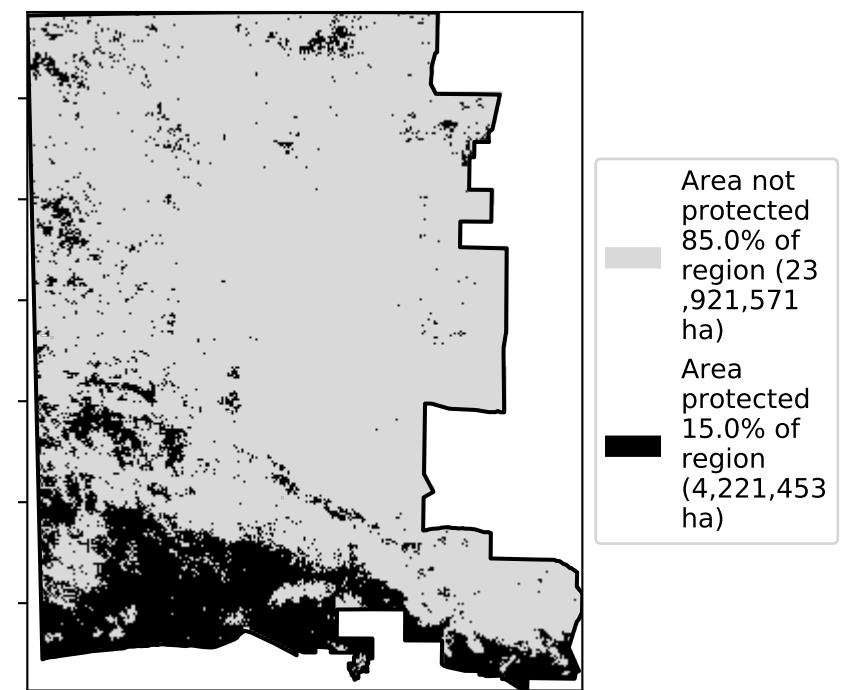 Area not
protected
85.0% of
region (23
,921,571
ha)
Area
protected
15.0% of
region
(4,221,453
ha)